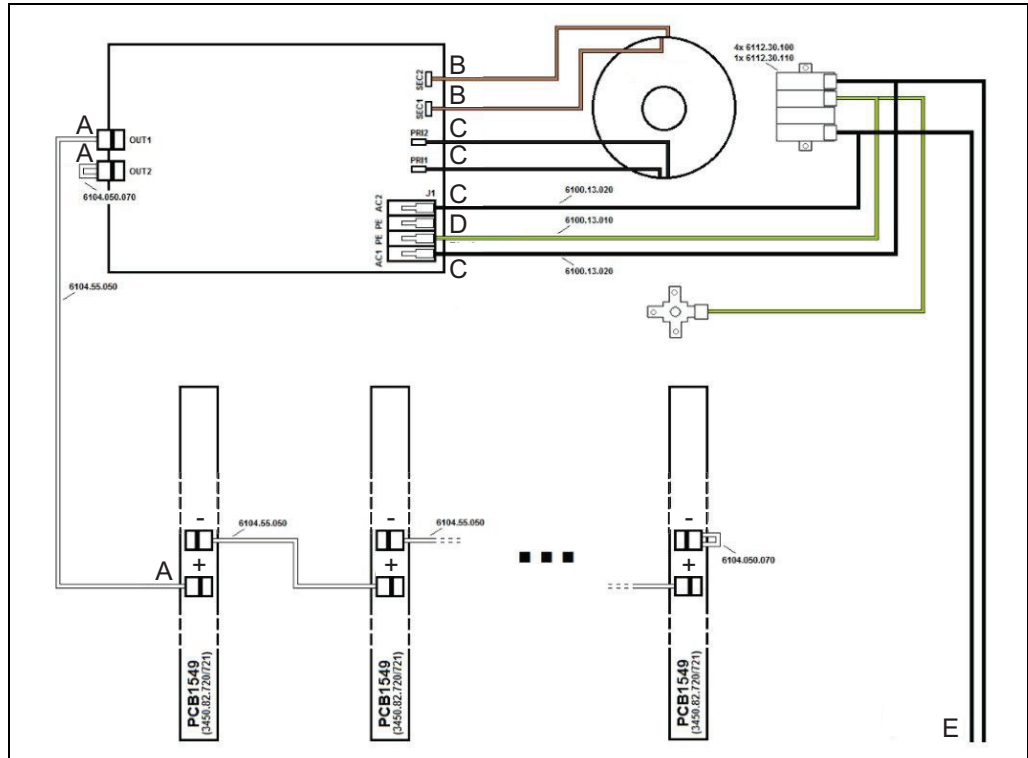 4x 6112.30.100
1x 6112.30.110
B
SEC2
B
SEC1
A
OUT1
C
PRI2
A
OUT2
C
PRI1
6104.050.070
J1
C
AC2
6100.13.020
PE
D
PE
6100.13.010
AC1
C
6100.13.020
6104.55.050
-
6104.55.050
-
6104.55.050
-
6104.050.070
A
+
+
+
PCB1549
(3450.82.720/721)
PCB1549
(3450.82.720/721)
PCB1549
(3450.82.720/721)
E